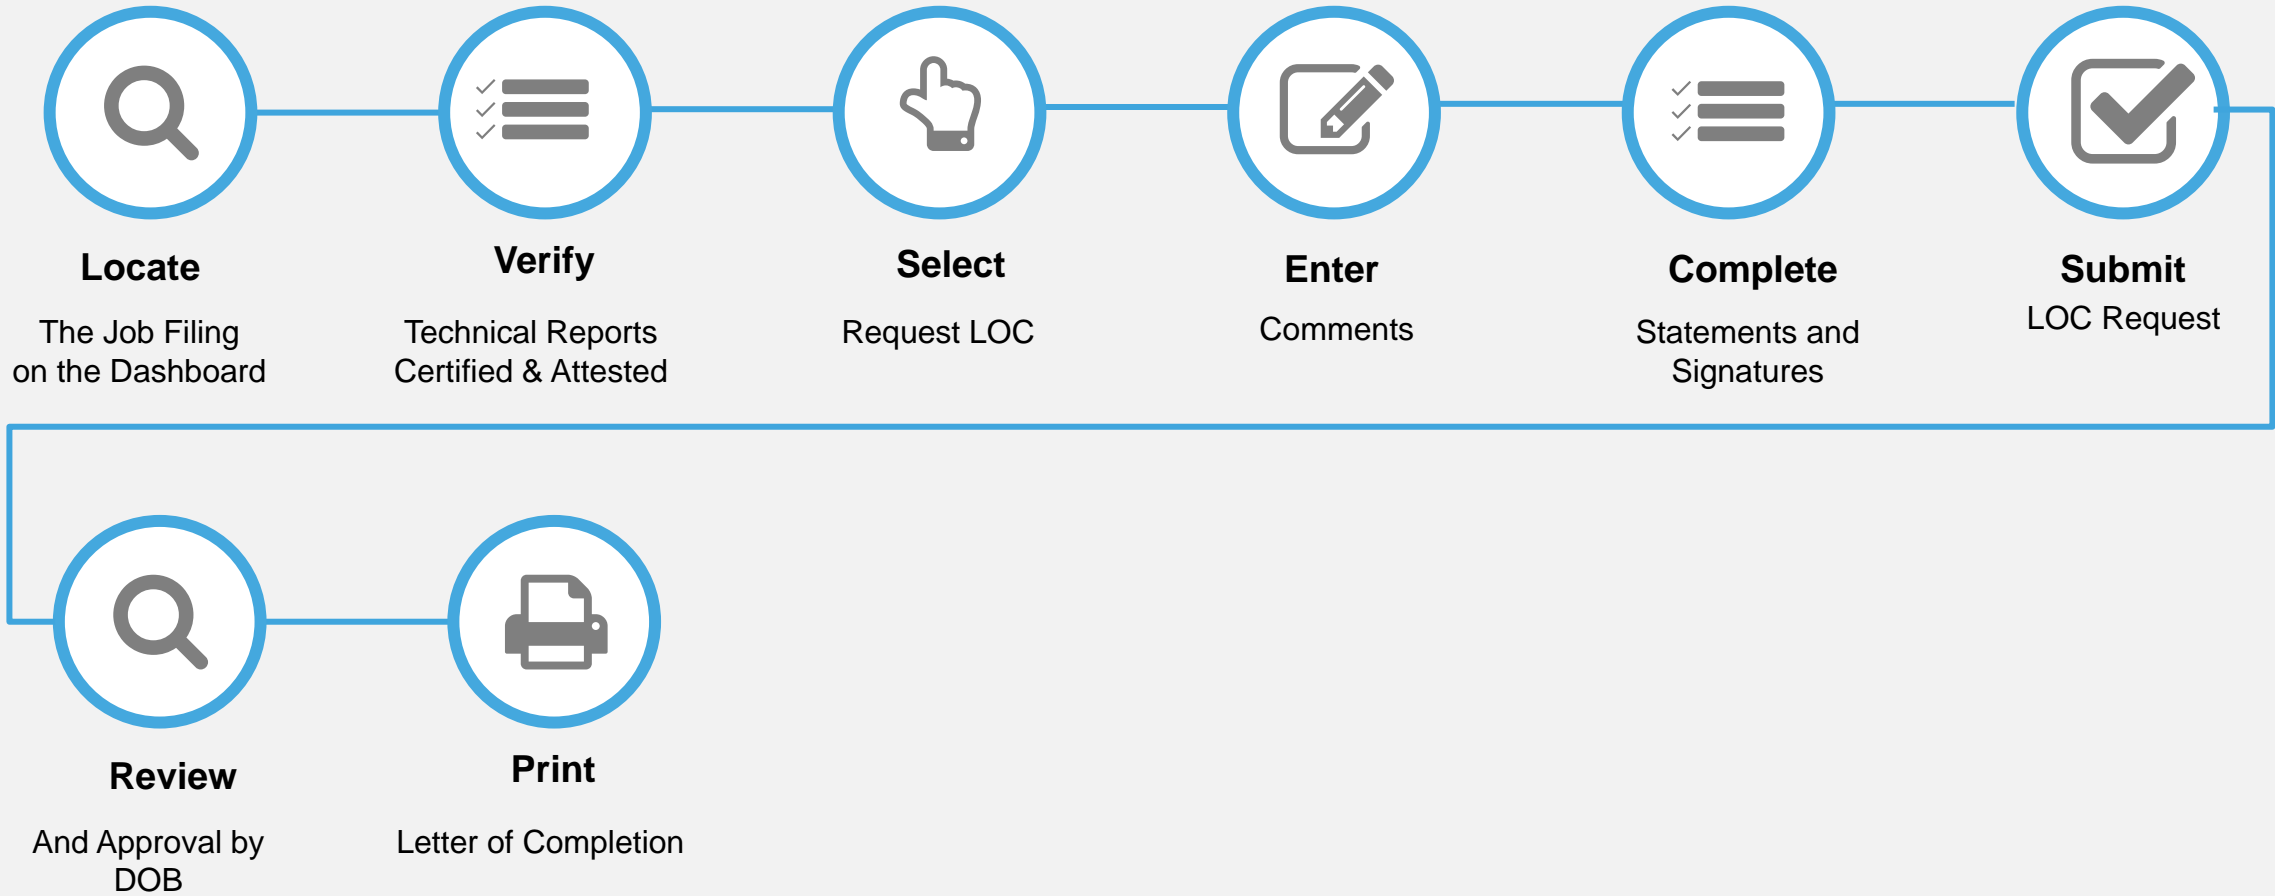 Locate
The Job Filing
on the Dashboard
Verify
Technical Reports
Certified & Attested
Select
Request LOC
Enter
Comments
Complete
Statements and
Signatures
Submit
LOC Request
Review
And Approval by
DOB
Print
Letter of Completion